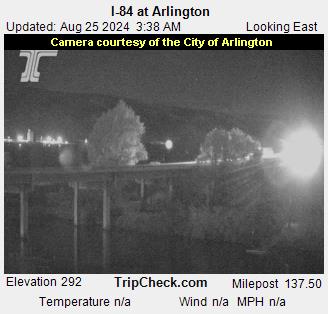 I-84 at Arlington
Updated: Aug 25 2024 3:38 AM Looking East
Camera courtesy of the City of Arlington
Elevation 292 TripCheck.com Milepost 137.50
Temperature n/a Wind n/a MPH n/a